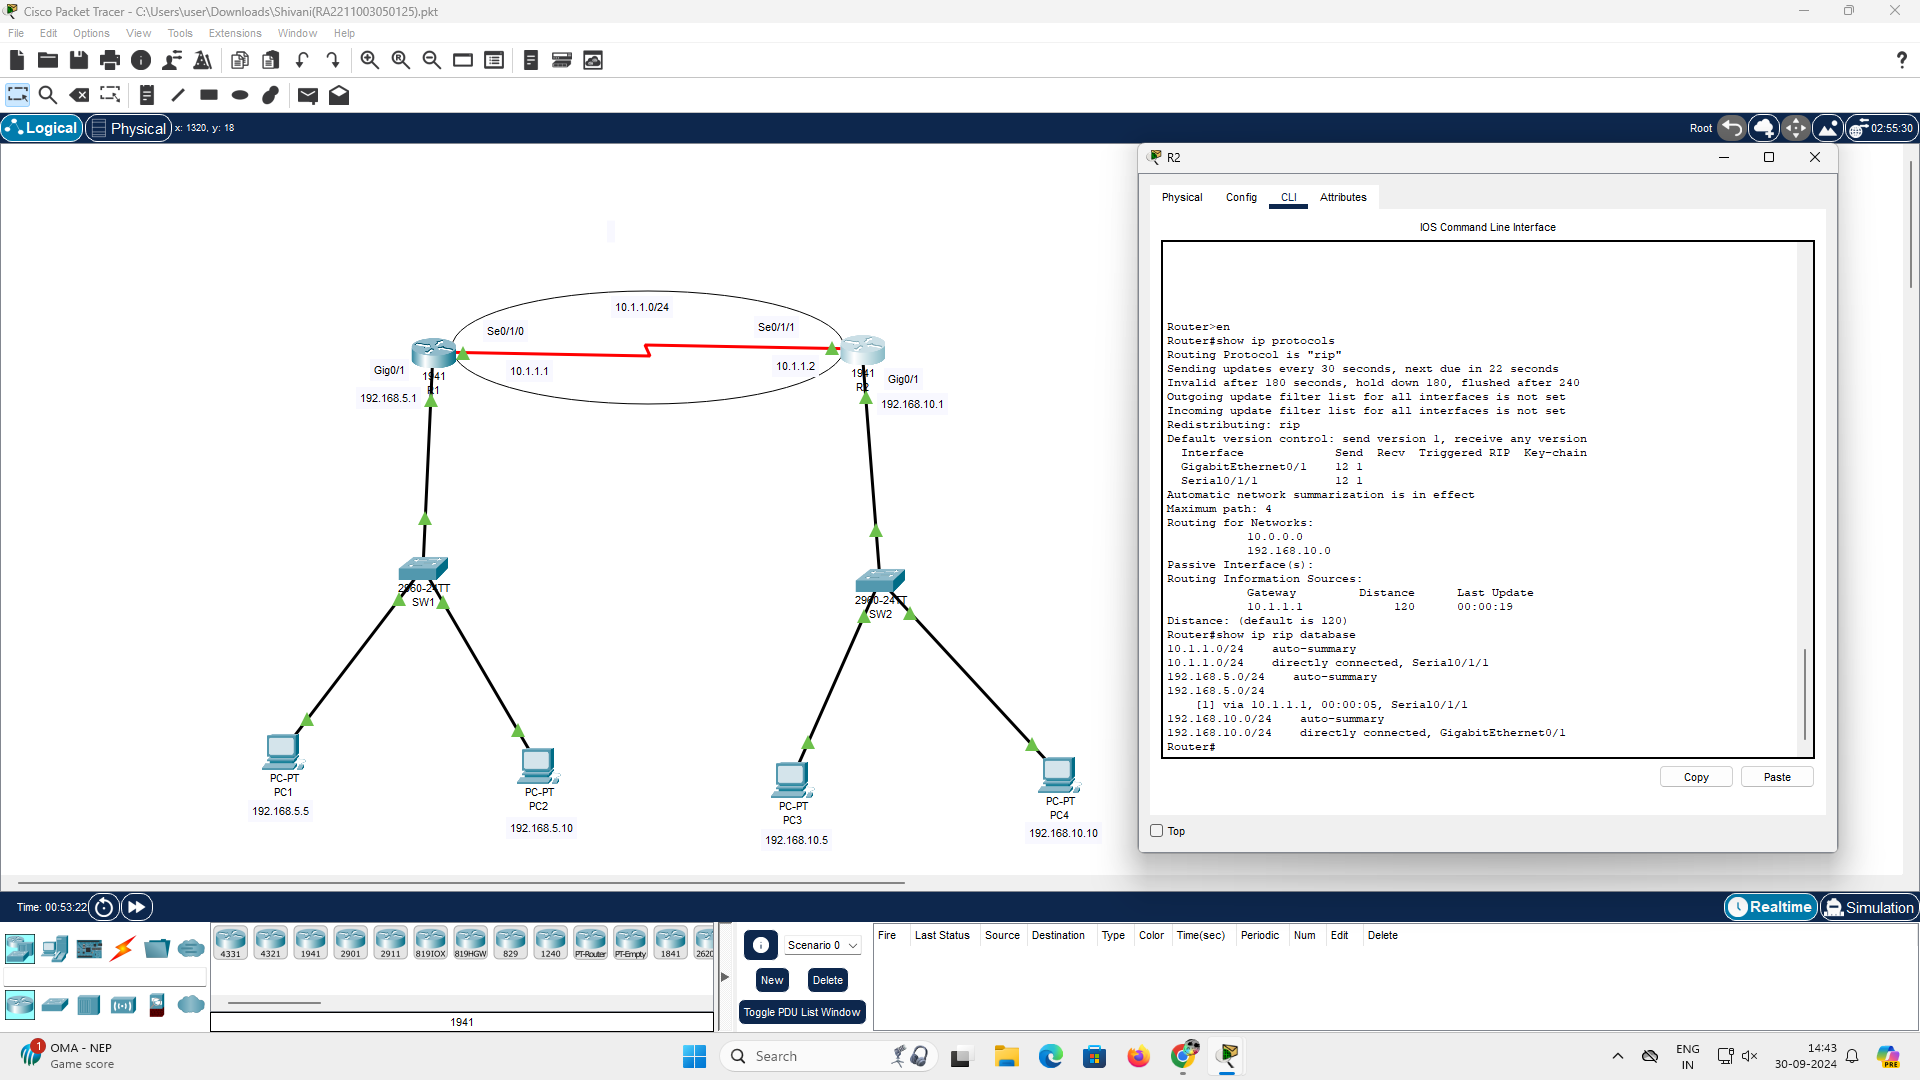 Cisco Packet Tracer - C:\Users\user\Downloads\Shivani(RA2211003050125).pkt
File Edit Options View Tools Extensions Window Help
Logical Physical x: 1320, y: 18 Root 02:55:30
10.1.1.0/24
Se0/1/0 Se0/1/1
10.1.1.1 10.1.1.2
Gig0/1 1941 R1
192.168.5.1
1941 R2 Gig0/1
192.168.10.1
2960-24TT
SW1
2960-24TT
SW2
PC-PT
PC1
192.168.5.5
PC-PT
PC2
192.168.5.10
PC-PT
PC3
192.168.10.5
PC-PT
PC4
192.168.10.10
R2
Physical Config CLI Attributes
IOS Command Line Interface
Router>en
Router#show ip protocols
Routing Protocol is "rip"
Sending updates every 30 seconds, next due in 22 seconds
Invalid after 180 seconds, hold down 180, flushed after 240
Outgoing update filter list for all interfaces is not set
Incoming update filter list for all interfaces is not set
Redistributing: rip
Default version control: send version 1, receive any version
Interface Send Recv Triggered RIP Key-chain
GigabitEthernet0/1 12 1
Serial0/1/1 12 1
Automatic network summarization is in effect
Maximum path: 4
Routing for Networks:
10.0.0.0
192.168.10.0
Passive Interface(s):
Routing Information Sources:
Gateway Distance Last Update
10.1.1.1 120 00:00:19
Distance: (default is 120)
Router#show ip rip database
10.1.1.0/24 auto-summary
10.1.1.0/24 directly connected, Serial0/1/1
192.168.5.0/24 auto-summary
192.168.5.0/24
[1] via 10.1.1.1, 00:00:05, Serial0/1/1
192.168.10.0/24 auto-summary
192.168.10.0/24 directly connected, GigabitEthernet0/1
Router#
Copy Paste
Top
Time: 00:53:22 Realtime Simulation
4331 4321 1941 2901 2911 819IOX 819HGW 829 1240 PT-Router PT-Empty 1841 2620
1941
Scenario 0
New Delete
Toggle PDU List Window
Fire Last Status Source Destination Type Color Time(sec) Periodic Num Edit Delete
1
OMA - NEP
Game score
Search
ENG
IN
14:43
30-09-2024
PRE